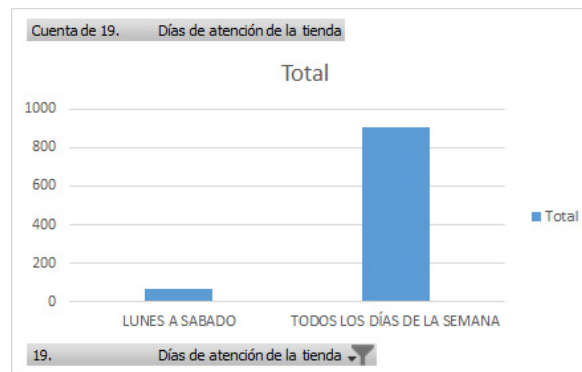 Cuenta de 19. Días de atención de la tienda
Total
1000
800
600
400
200
0
LUNES A SABADO TODOS LOS DÍAS DE LA SEMANA
Total
19. Días de atención de la tienda